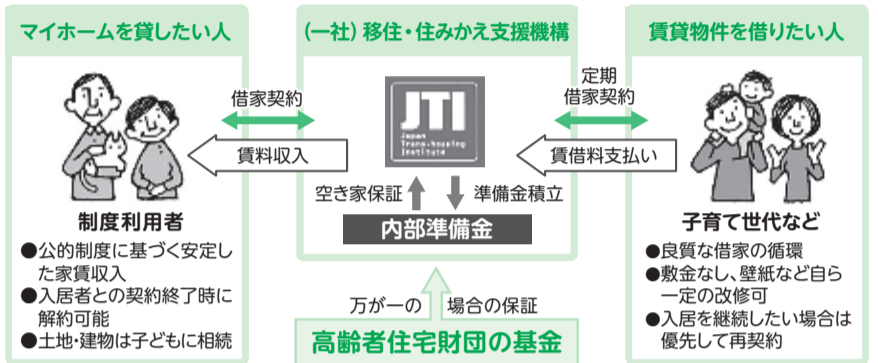 マイホームを貸したい人
制度利用者
●公的制度に基づく安定し
た家賃収入
●入居者との契約終了時に
解約可能
●土地・建物は子どもに相続
借家契約
賃料収入
(一社)移住・住みかえ支援機構
JTI
Japan
Trans-housing
Institute
空き家保証
準備金積立
内部準備金
万が一の 場合の保証
高齢者住宅財団の基金
定期
借家契約
賃借料支払い
賃貸物件を借りたい人
子育て世代など
●良質な借家の循環
●敷金なし、壁紙など自ら
一定の改修可
●入居を継続したい場合は
優先して再契約